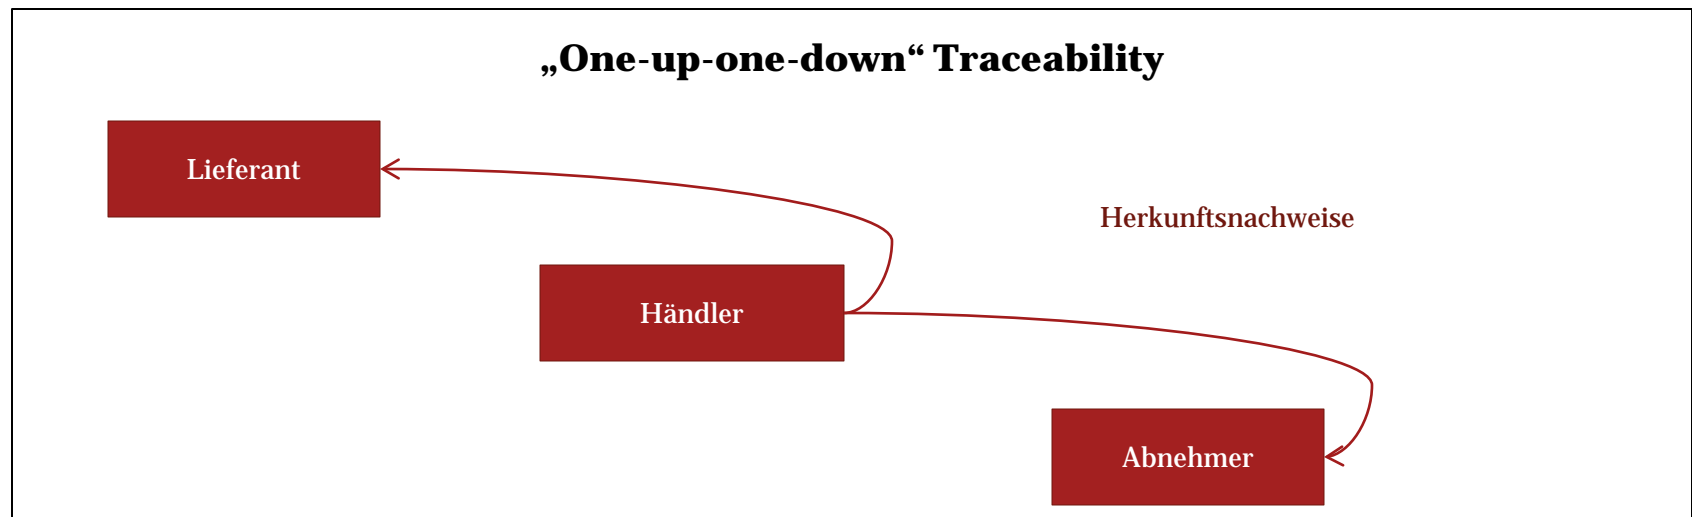 „One-up-one-down“ Traceability
Lieferant
Herkunftsnachweise
Händler
Abnehmer